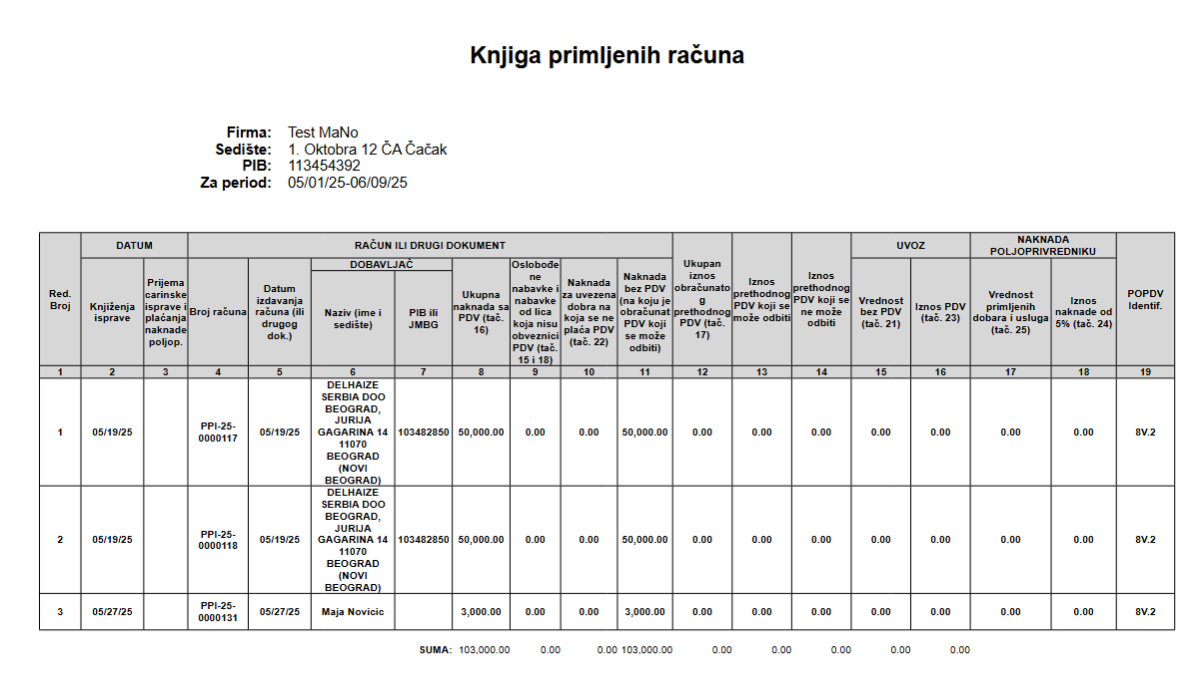 Knjiga primljenih računa
Firma: Test MaNo
Sedište: 1. Oktobra 12 ČA Čačak
PIB: 113454392
Za period: 05/01/25-06/09/25
Red. Broj
DATUM
Knjiženja isprave
Prijema carinske isprave i plaćanja naknade poljop.
RAČUN ILI DRUGI DOKUMENT
Broj računa
Datum izdavanja računa (ili drugog dok.)
DOBAVLJAČ
Naziv (ime i sedište)
PIB ili JMBG
Ukupna naknada sa PDV (tač. 16)
Oslobođe ne nabavke i nabavke od lica koja nisu obveznici PDV (tač. 15 i 18)
Naknada za uvezena dobra na koja se ne plaća PDV (tač. 22)
Naknada bez PDV (na koju je obračunat PDV koji se može odbiti)
Ukupan iznos obračunato g prethodnog PDV (tač. 17)
Iznos prethodnog PDV koji se može odbiti
Iznos prethodnog PDV koji se ne može odbiti
UVOZ
Vrednost bez PDV (tač. 21)
Iznos PDV (tač. 23)
NAKNADA POLJOPRIVREDNIKU
Vrednost primljenih dobara i usluga (tač. 25)
Iznos naknade od 5% (tač. 24)
POPDV Identif.
1 2 3 4 5 6 7 8 9 10 11 12 13 14 15 16 17 18 19
1 05/19/25 PPI-25-0000117 05/19/25 DELHAIZE SERBIA DOO BEOGRAD, JURIJA GAGARINA 14 11070 BEOGRAD (NOVI BEOGRAD) 103482850 50,000.00 0.00 0.00 50,000.00 0.00 0.00 0.00 0.00 0.00 0.00 0.00 8V.2
2 05/19/25 PPI-25-0000118 05/19/25 DELHAIZE SERBIA DOO BEOGRAD, JURIJA GAGARINA 14 11070 BEOGRAD (NOVI BEOGRAD) 103482850 50,000.00 0.00 0.00 50,000.00 0.00 0.00 0.00 0.00 0.00 0.00 0.00 8V.2
3 05/27/25 PPI-25-0000131 05/27/25 Maja Novicic 3,000.00 0.00 0.00 3,000.00 0.00 0.00 0.00 0.00 0.00 0.00 0.00 8V.2
SUMA: 103,000.00 0.00 0.00 103,000.00 0.00 0.00 0.00 0.00 0.00